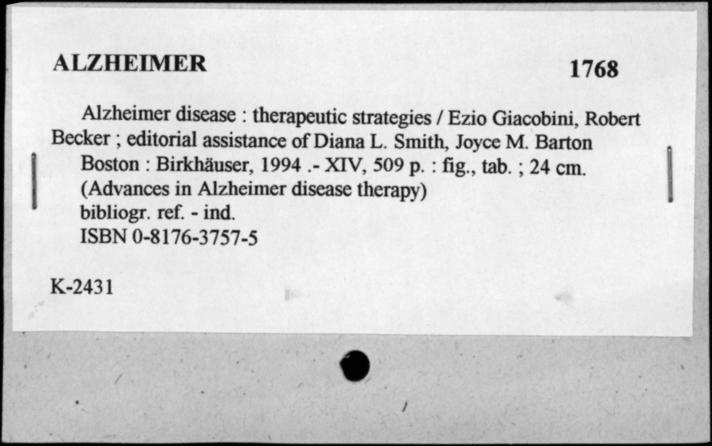 ALZHEIMER 1768
Alzheimer disease : therapeutic strategies / Ezio Giacobini, Robert
Becker ; editorial assistance of Diana L. Smith, Joyce M. Barton
Boston : Birkhäuser, 1994 .- XIV, 509 p. : fig., tab. ; 24 cm.
(Advances in Alzheimer disease therapy)
bibliogr. ref. - ind.
ISBN 0-8176-3757-5
K-2431